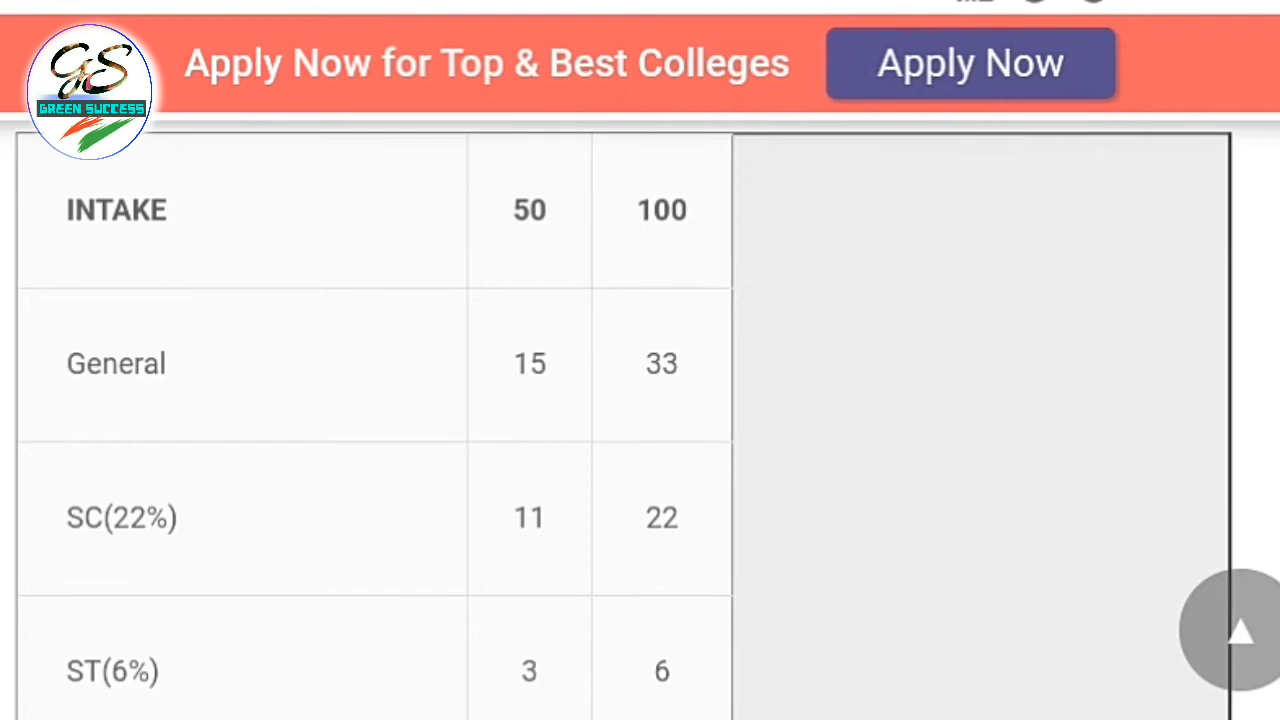 Apply Now for Top & Best Colleges Apply Now
GS
GREEN SUCCESS
INTAKE 50 100
General 15 33
SC(22%) 11 22
ST(6%) 3 6